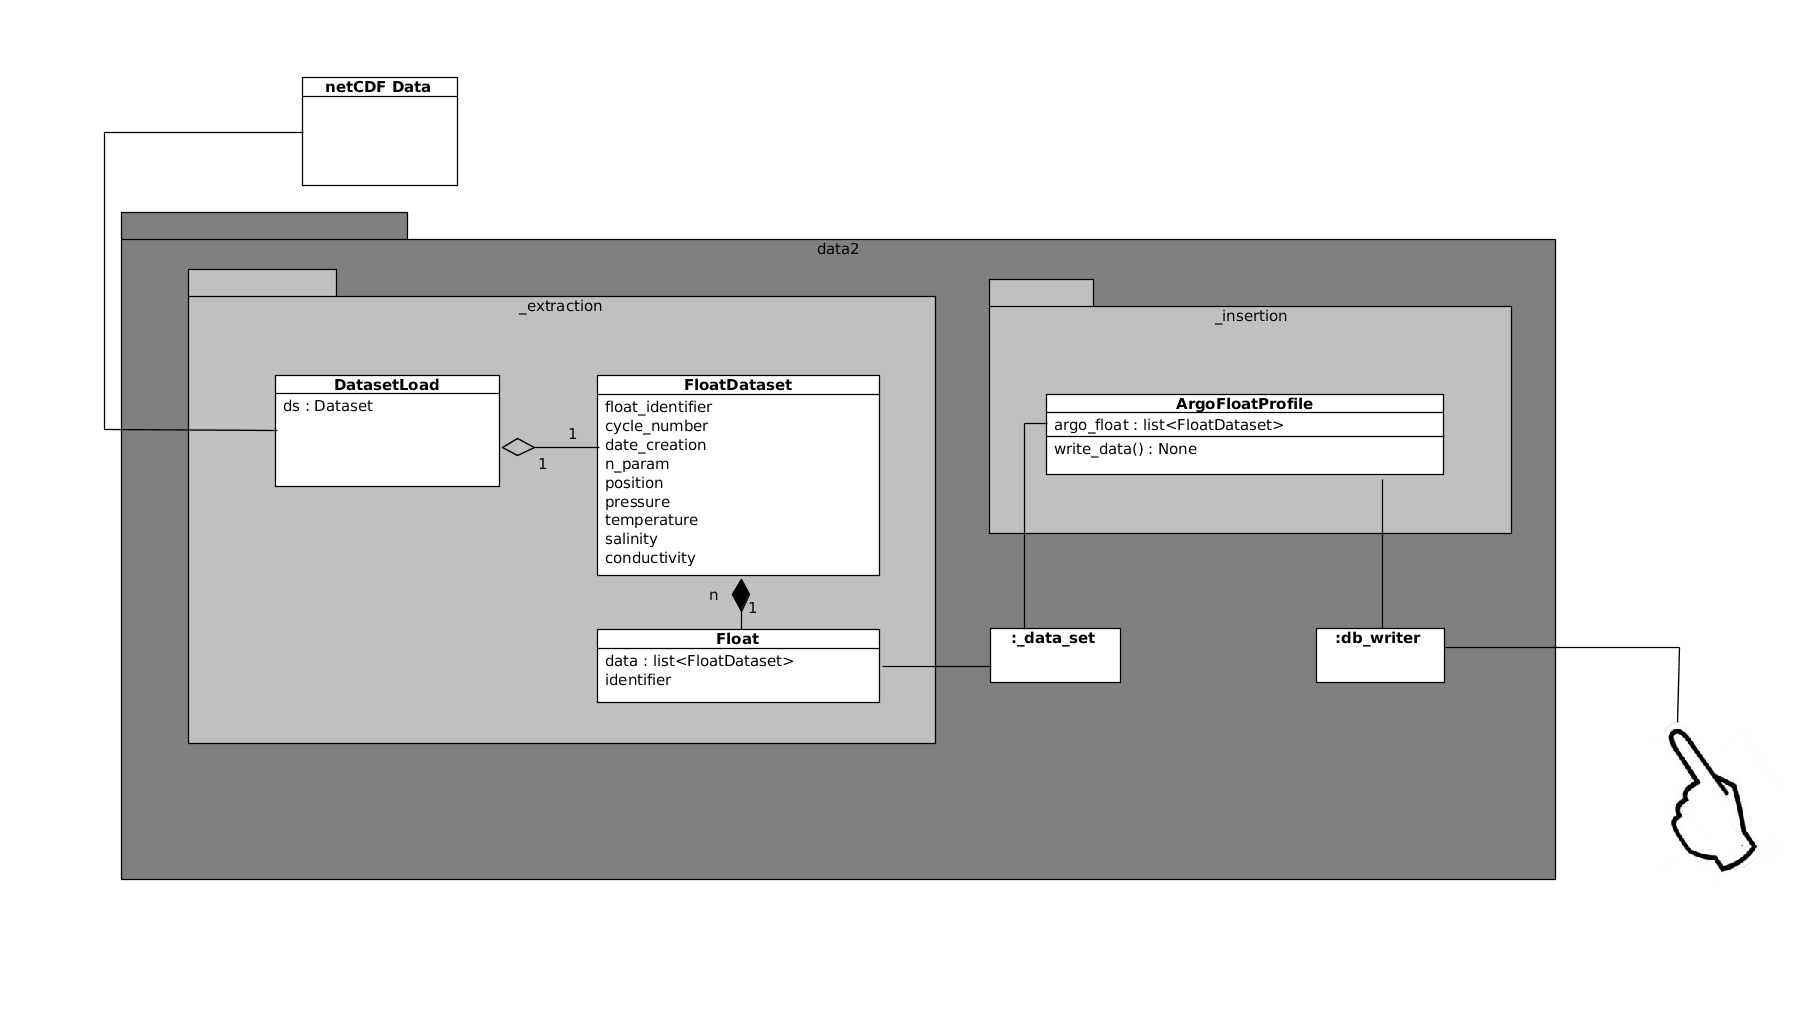 netCDF Data
data2
_extraction
_insertion
DatasetLoad
ds : Dataset
1
1
FloatDataset
float_identifier
cycle_number
date_creation
n_param
position
pressure
temperature
salinity
conductivity
n
1
Float
data : list<FloatDataset>
identifier
ArgoFloatProfile
argo_float : list<FloatDataset>
write_data() : None
:_data_set
:db_writer